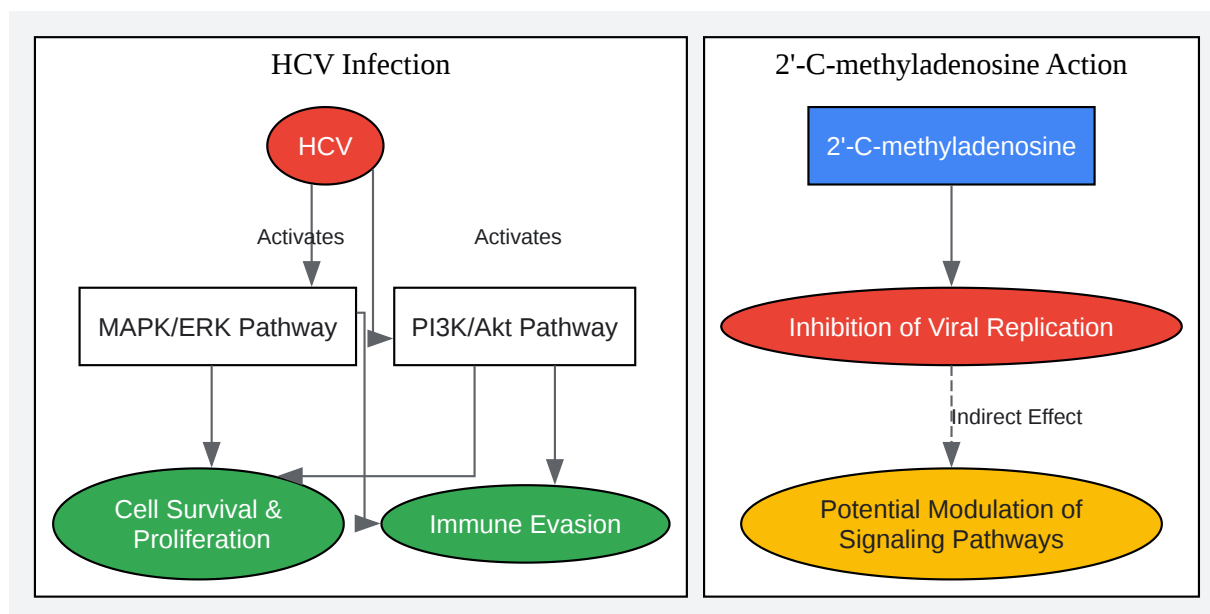 HCV Infection
HCV
Activates
Activates
MAPK/ERK Pathway
PI3K/Akt Pathway
Cell Survival &
Proliferation
Immune Evasion
2'-C-methyladenosine Action
2'-C-methyladenosine
Inhibition of Viral Replication
Indirect Effect
Potential Modulation of
Signaling Pathways